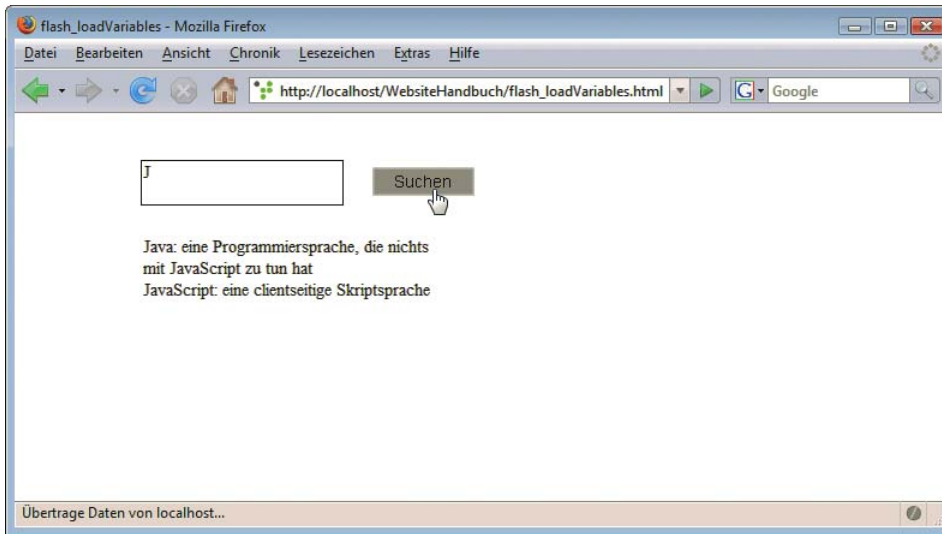 flash_loadVariables - Mozilla Firefox
Datei Bearbeiten Ansicht Chronik Lesezeichen Extras Hilfe
http://localhost/WebsiteHandbuch/flash_loadVariables.html G Google
J
Suchen
Java: eine Programmiersprache, die nichts
mit JavaScript zu tun hat
JavaScript: eine clientseitige Skriptsprache
Übertrage Daten von localhost...